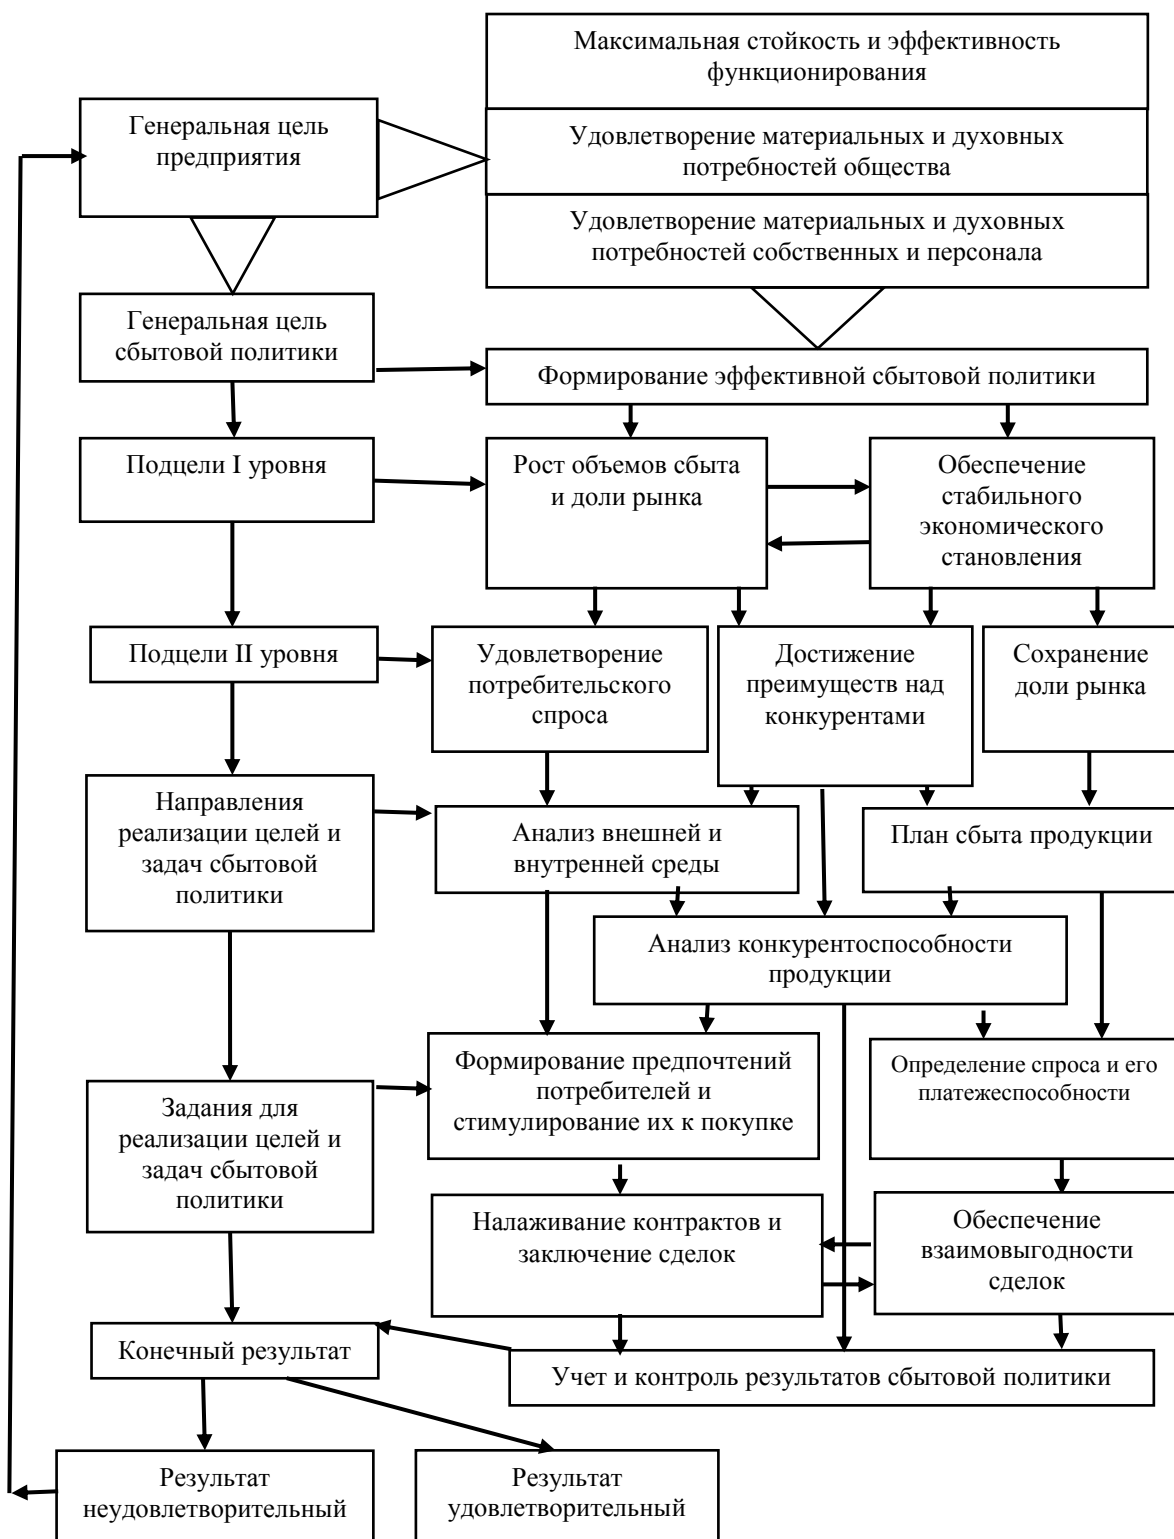 Максимальная стойкость и эффективность
функционирования
Генеральная цель
предприятия
Удовлетворение материальных и духовных
потребностей общества
Удовлетворение материальных и духовных
потребностей собственных и персонала
Генеральная цель
сбытовой политики
Формирование эффективной сбытовой политики
Подцели I уровня
Рост объемов сбыта
и доли рынка
Обеспечение
стабильного
экономического
становления
Подцели II уровня
Удовлетворение
потребительского
спроса
Достижение
преимуществ над
конкурентами
Сохранение
доли рынка
Направления
реализации целей и
задач сбытовой
политики
Анализ внешней и
внутренней среды
План сбыта продукции
Анализ конкурентоспособности
продукции
Задания для
реализации целей и
задач сбытовой
политики
Формирование предпочтений
потребителей и
стимулирование их к покупке
Определение спроса и его
платежеспособности
Налаживание контрактов и
заключение сделок
Обеспечение
взаимовыгодности
сделок
Конечный результат
Учет и контроль результатов сбытовой политики
Результат
неудовлетворительный
Результат
удовлетворительный